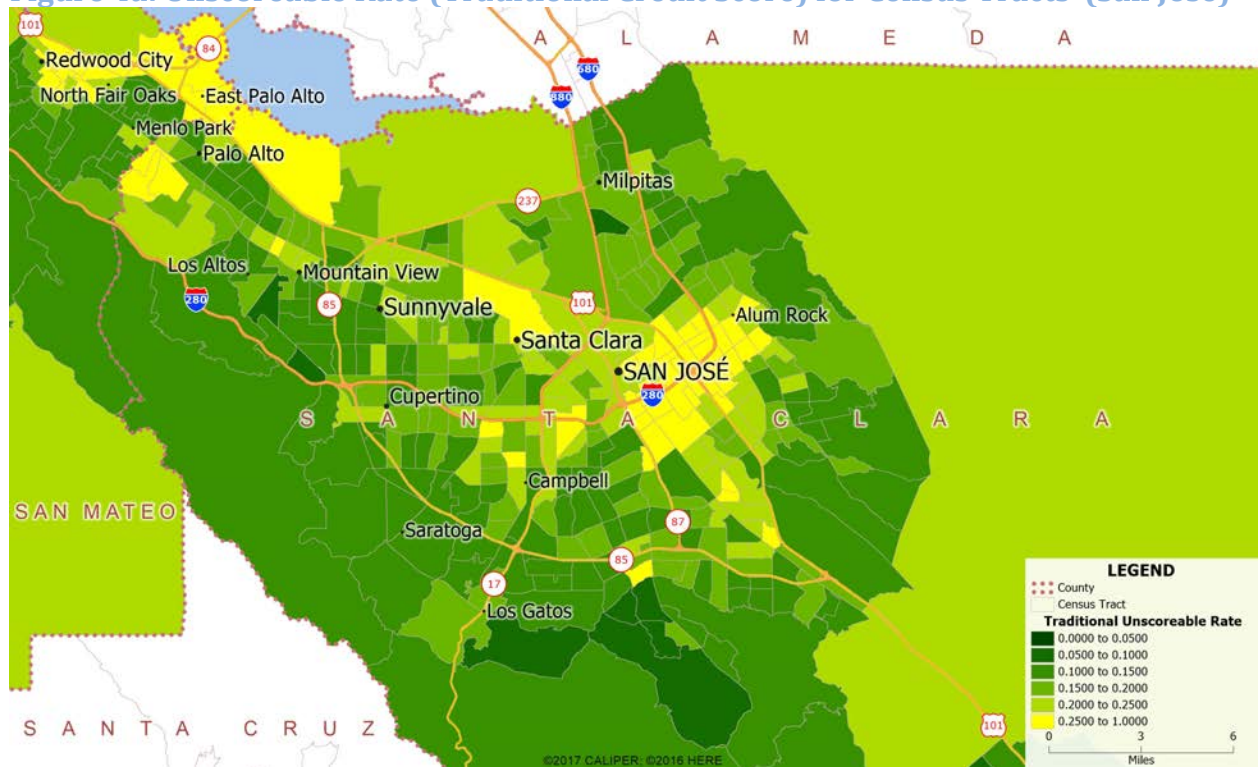 101
84
A L A M E D A
680
880
Redwood City
North Fair Oaks
East Palo Alto
Menlo Park
Palo Alto
Milpitas
237
Los Altos
Mountain View
280
85
Sunnyvale
101
Alum Rock
Santa Clara
SAN JOSÉ
280
Cupertino
S A N T A C L A R A
Campbell
SAN MATEO
Saratoga
87
85
17
Los Gatos
101
S A N T A C R U Z
LEGEND
County
Census Tract
Traditional Unscoreable Rate
0.0000 to 0.0500
0.0500 to 0.1000
0.1000 to 0.1500
0.1500 to 0.2000
0.2000 to 0.2500
0.2500 to 1.0000
0 3 6
Miles
©2017 CALIPER; ©2016 HERE